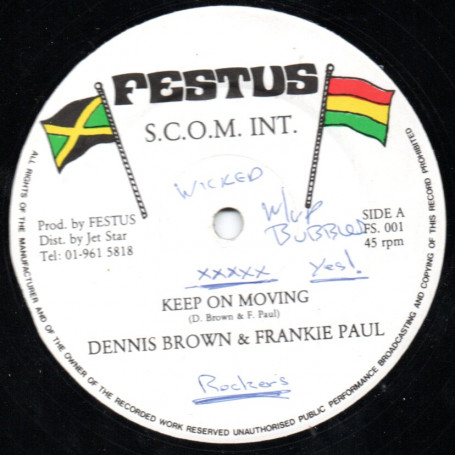 FESTUS
S.C.O.M. INT.
WICKED
W/UP
BUBBLER
Prod. by FESTUS
Dist. by Jet Star
Tel: 01-961 5818
SIDE A
FS. 001
45 rpm
xxxxx
Yes!
KEEP ON MOVING
(D. Brown & F. Paul)
DENNIS BROWN & FRANKIE PAUL
Rockers
ALL RIGHTS OF THE MANUFACTURER AND OF THE OWNER OF THE RECORDED WORK RESERVED UNAUTHORISED PUBLIC PERFORMANCE BROADCASTING AND COPYING OF THIS RECORD PROHIBITED